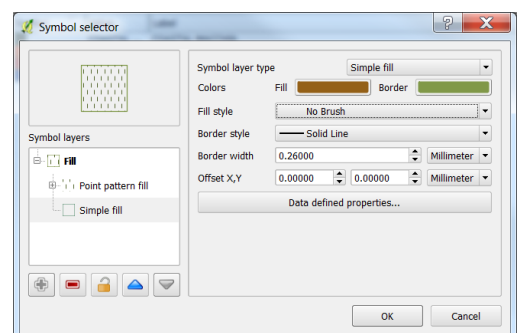 Symbol selector
Symbol layer type Simple fill
Colors Fill Border
Fill style No Brush
Symbol layers
Border style Solid Line
Fill
Border width 0.26000 Millimeter
Point pattern fill
Offset X,Y 0.00000 0.00000 Millimeter
Simple fill
Data defined properties...
OK Cancel